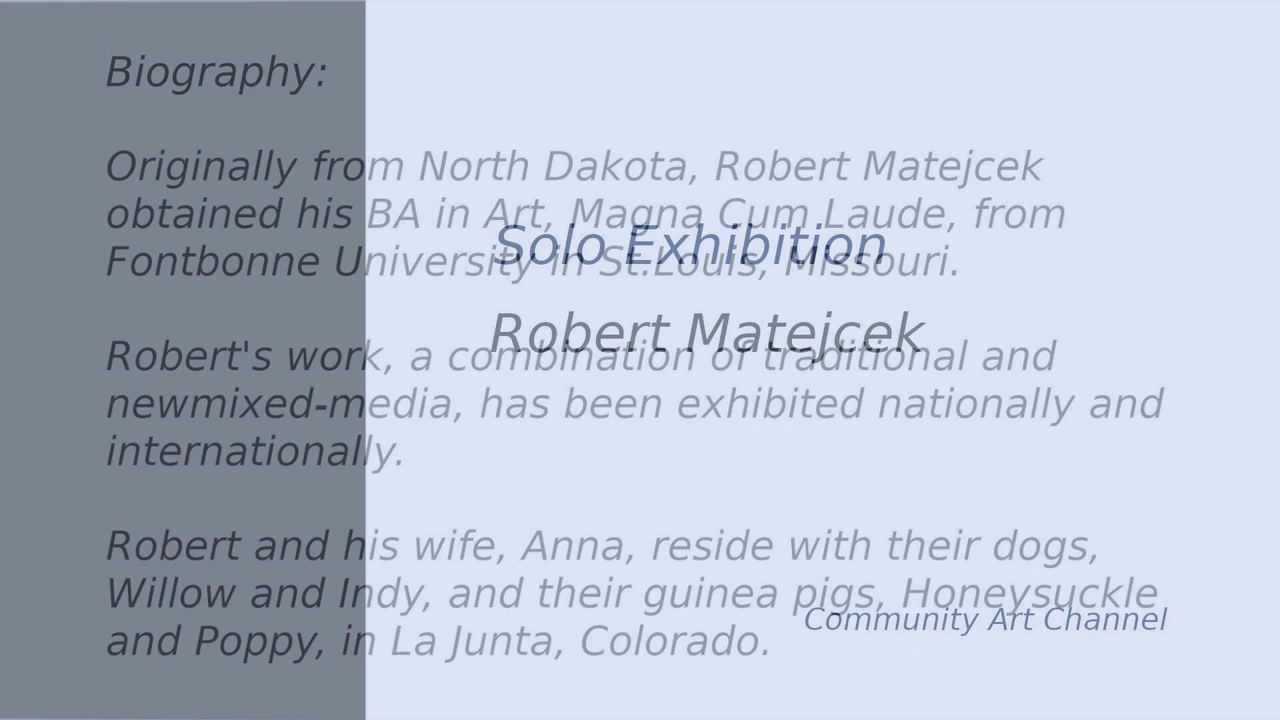 Biography:
Originally from North Dakota, Robert Matejcek
obtained his BA in Art, Magna Cum Laude, from
Solo Exhibition
Fontbonne University in St.Louis, Missouri.
Robert Matejcek
Robert's work, a combination of traditional and
newmixed-media, has been exhibited nationally and
internationally.
Robert and his wife, Anna, reside with their dogs,
Willow and Indy, and their guinea pigs, Honeysuckle
Community Art Channel
and Poppy, in La Junta, Colorado.